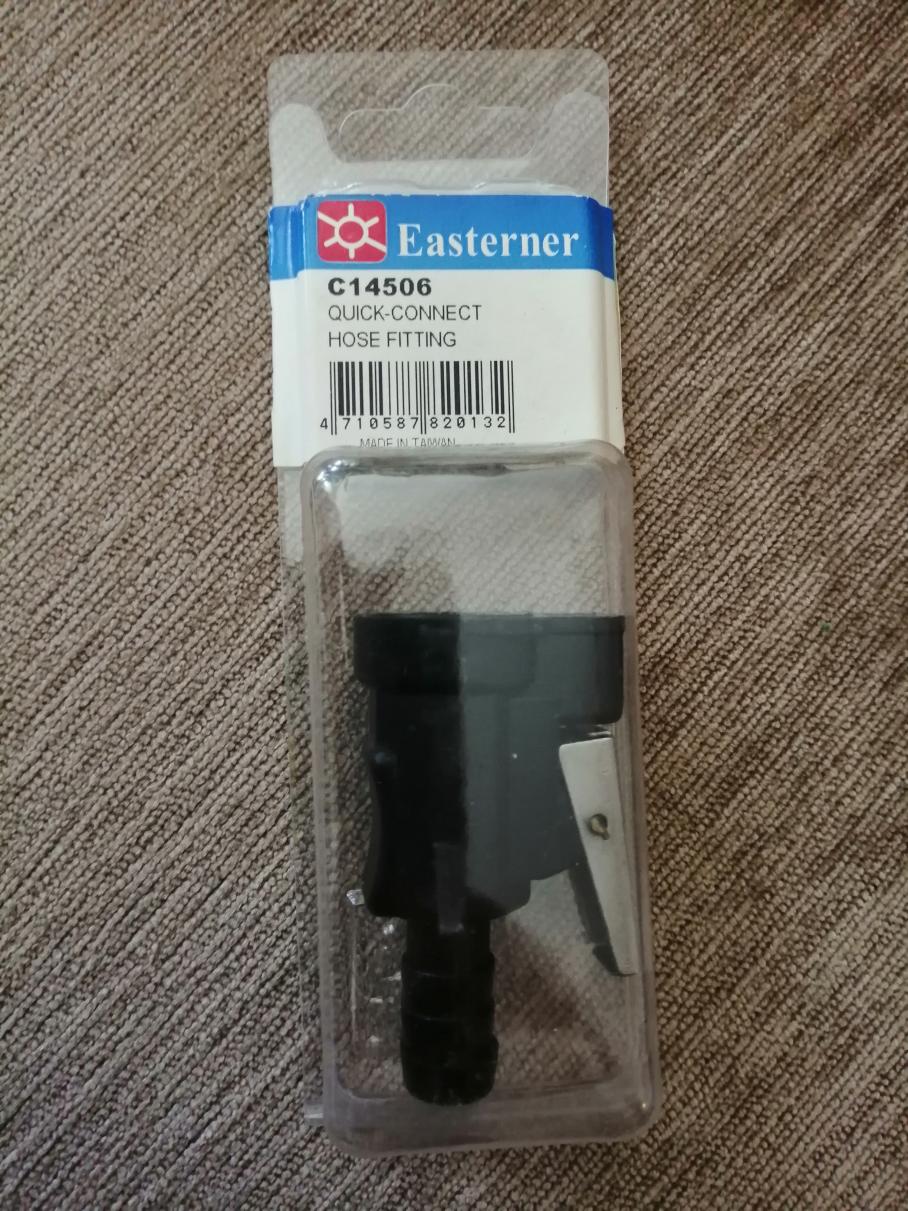 Easterner
C14506
QUICK-CONNECT
HOSE FITTING
4 710587 820132
MADE IN TAIWAN